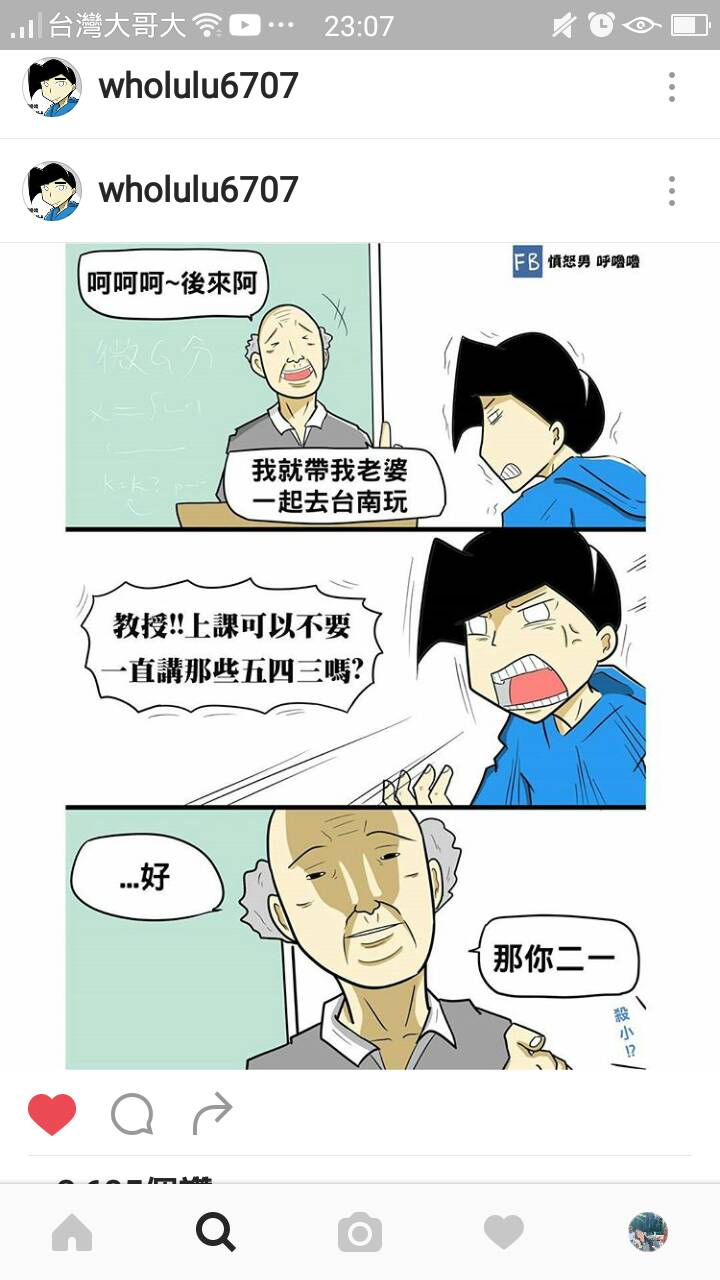 台灣大哥大
23:07
wholulu6707
wholulu6707
FB 憤怒男 呼嚕嚕
呵呵呵~後來阿
微G分
我就帶我老婆
一起去台南玩
教授!!上課可以不要
一直講那些五四三嗎?
...好
那你二一
殺小!?